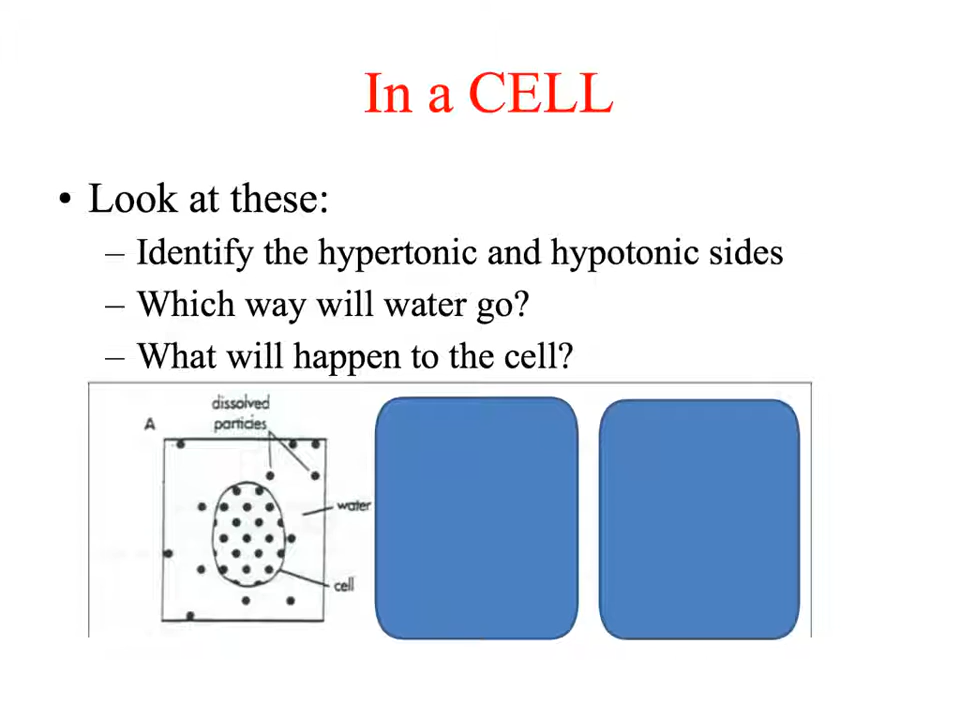 In a CELL
• Look at these:
– Identify the hypertonic and hypotonic sides
– Which way will water go?
– What will happen to the cell?
dissolved
particles
A
water
cell